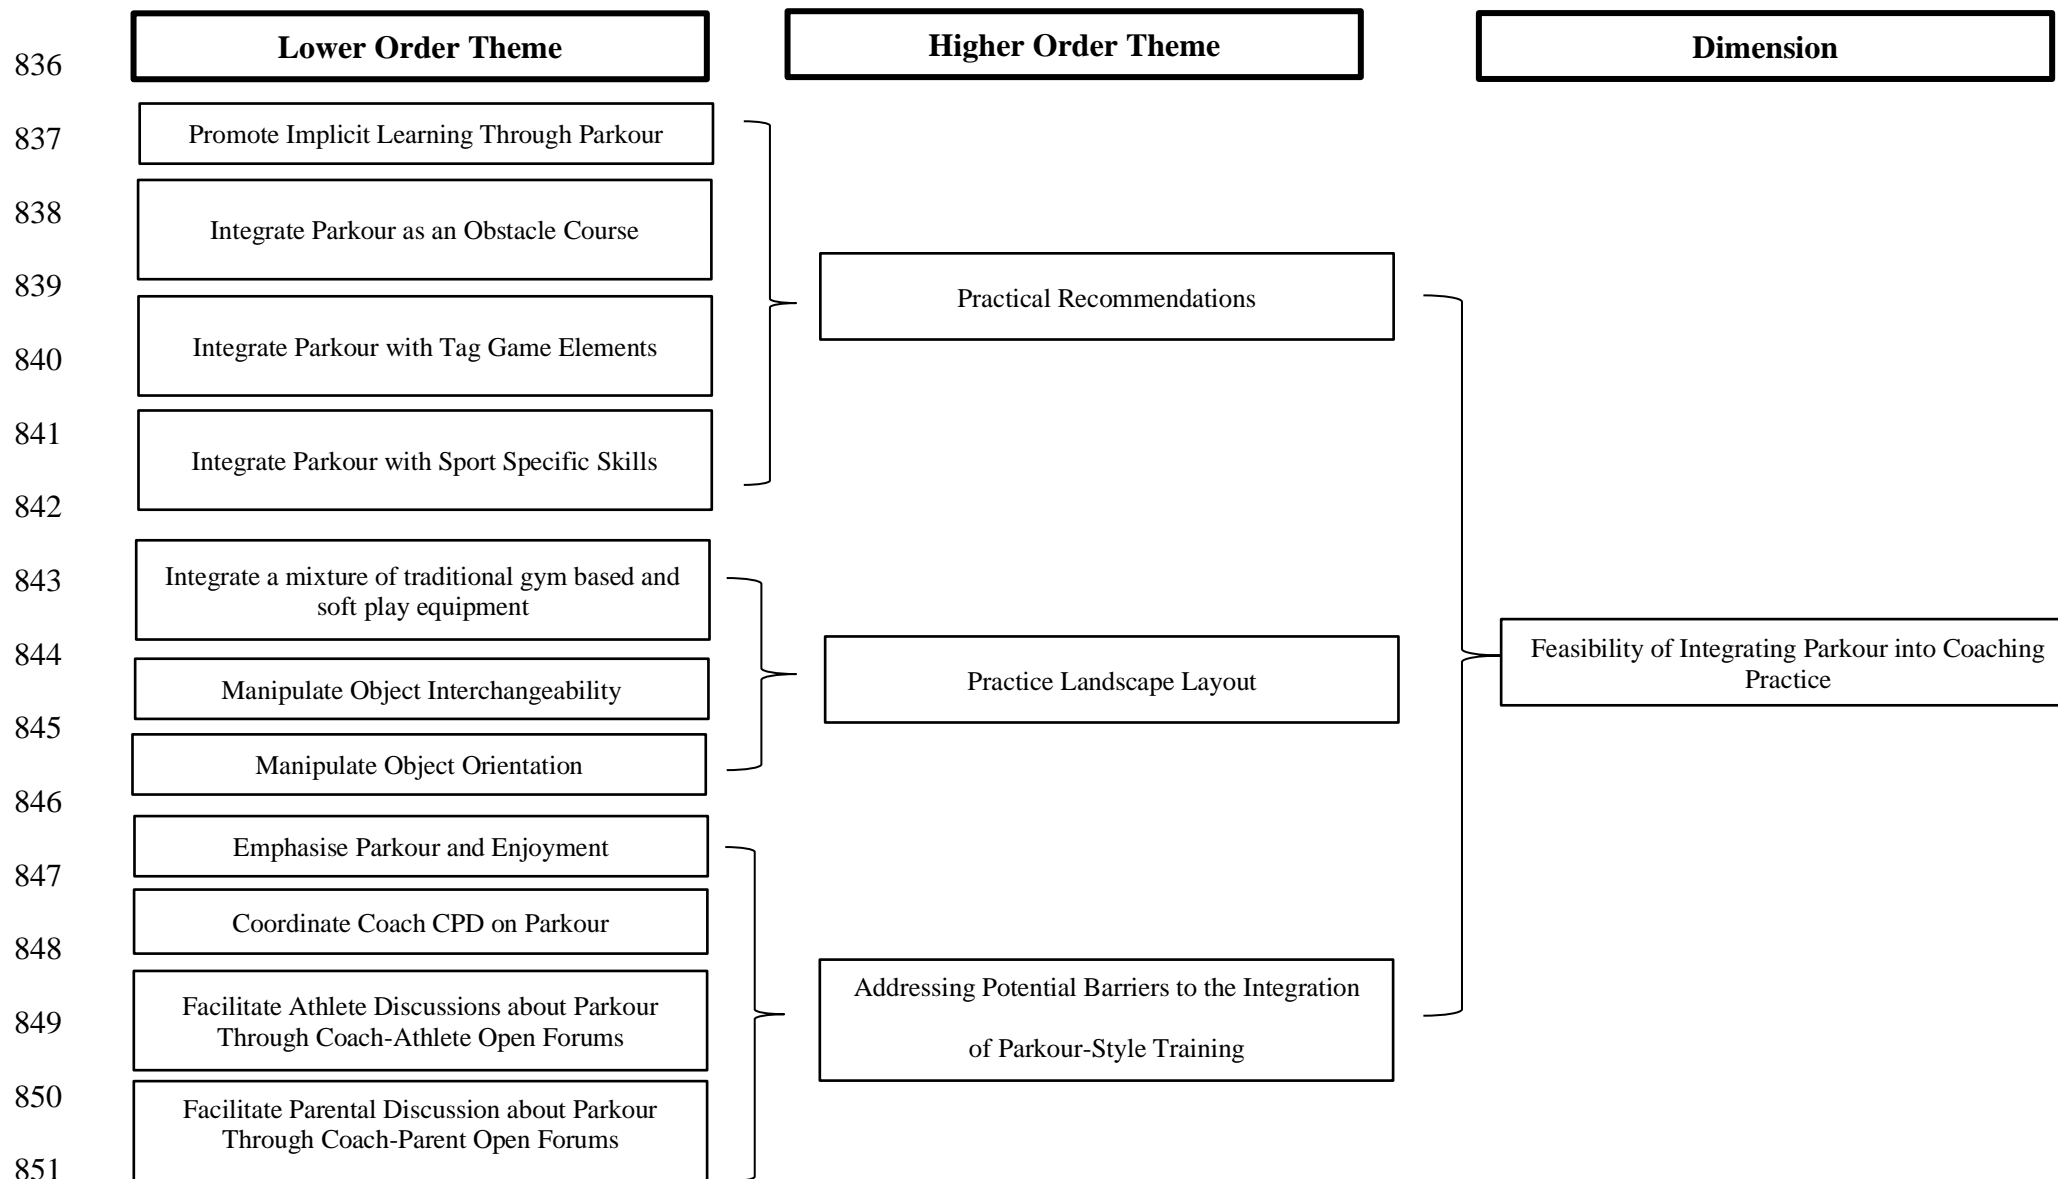 Lower Order Theme
Higher Order Theme
Dimension
836
837
Promote Implicit Learning Through Parkour
838
Integrate Parkour as an Obstacle Course
839
Practical Recommendations
840
Integrate Parkour with Tag Game Elements
841
Integrate Parkour with Sport Specific Skills
842
843
Integrate a mixture of traditional gym based and
soft play equipment
844
Feasibility of Integrating Parkour into Coaching
Practice
Manipulate Object Interchangeability
Practice Landscape Layout
845
Manipulate Object Orientation
846
Emphasise Parkour and Enjoyment
847
Coordinate Coach CPD on Parkour
848
Addressing Potential Barriers to the Integration
of Parkour-Style Training
849
Facilitate Athlete Discussions about Parkour
Through Coach-Athlete Open Forums
850
Facilitate Parental Discussion about Parkour
Through Coach-Parent Open Forums
851